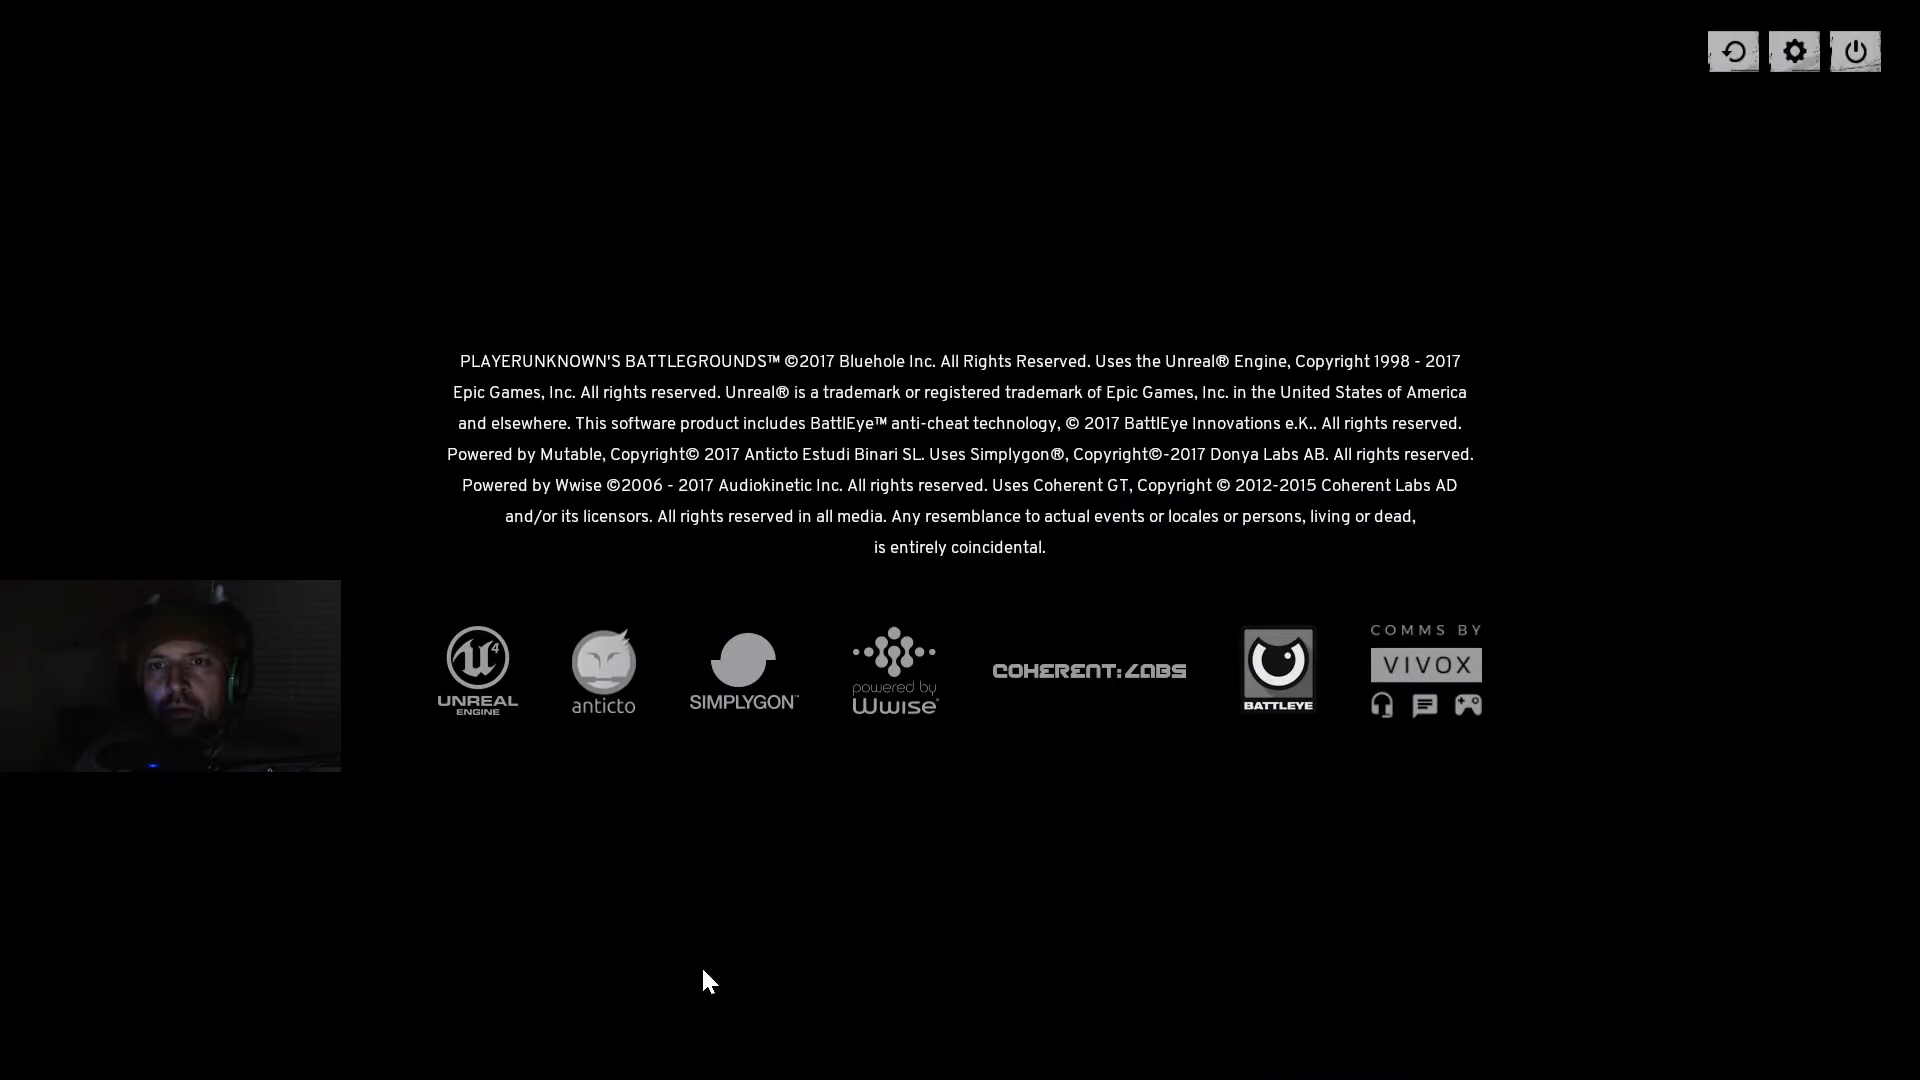 PLAYERUNKNOWN'S BATTLEGROUNDS™ ©2017 Bluehole Inc. All Rights Reserved. Uses the Unreal® Engine, Copyright 1998 - 2017
Epic Games, Inc. All rights reserved. Unreal® is a trademark or registered trademark of Epic Games, Inc. in the United States of America
and elsewhere. This software product includes BattlEye™ anti-cheat technology, © 2017 BattlEye Innovations e.K.. All rights reserved.
Powered by Mutable, Copyright© 2017 Anticto Estudi Binari SL. Uses Simplygon®, Copyright©-2017 Donya Labs AB. All rights reserved.
Powered by Wwise ©2006 - 2017 Audiokinetic Inc. All rights reserved. Uses Coherent GT, Copyright © 2012-2015 Coherent Labs AD
and/or its licensors. All rights reserved in all media. Any resemblance to actual events or locales or persons, living or dead,
is entirely coincidental.
U4
UNREAL
ENGINE
anticto
SIMPLYGON™
powered by
Wwise®
COHERENT:LABS
BATTLEYE
COMMS BY
VIVOX